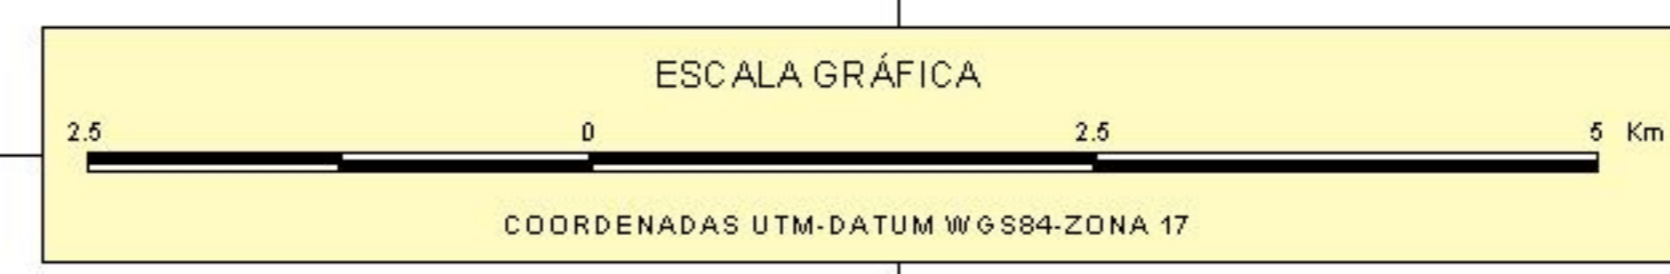 ESCALA GRÁFICA
2.5 0 2.5 5 Km
COORDENADAS UTM-DATUM WGS84-ZONA 17